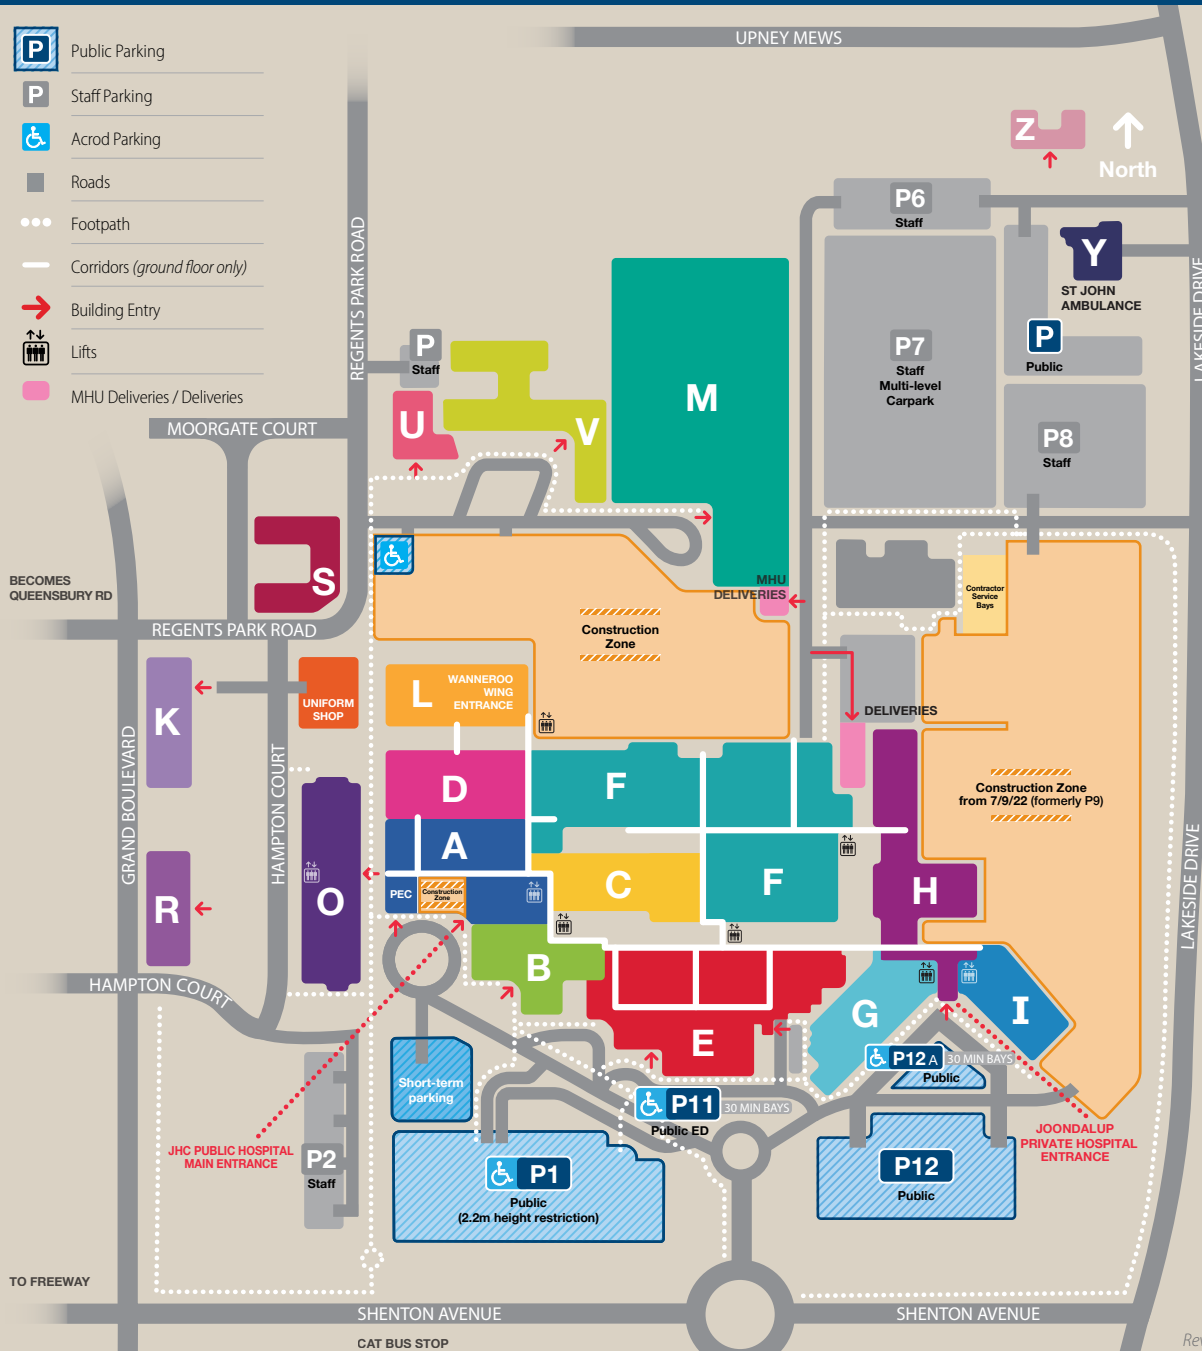 UPNEY MEWS
P
Public Parking
P
Staff Parking
Acrod Parking
Roads
Footpath
Corridors (ground floor only)
Building Entry
Lifts
MHU Deliveries / Deliveries
Z
North
P6
Staff
Y
ST JOHN
AMBULANCE
LAKESIDE DRIVE
REGENTS PARK ROAD
P
Staff
P7
Staff
Multi-level
Carpark
P
Public
M
U
V
P8
Staff
MOORGATE COURT
S
BECOMES
QUEENSBURY RD
REGENTS PARK ROAD
MHU
DELIVERIES
Contractor
Service
Bays
Construction
Zone
K
UNIFORM
SHOP
L
WANNEROO
WING
ENTRANCE
DELIVERIES
GRAND BOULEVARD
HAMPTON COURT
D
F
Construction Zone
from 7/9/22 (formerly P9)
A
LAKESIDE DRIVE
R
O
PEC
Construction
Zone
C
F
H
B
HAMPTON COURT
E
G
I
Short-term
parking
P12 A
30 MIN BAYS
Public
P11
30 MIN BAYS
Public ED
JHC PUBLIC HOSPITAL
MAIN ENTRANCE
P2
Staff
P1
Public
(2.2m height restriction)
P12
Public
JOONDALUP
PRIVATE HOSPITAL
ENTRANCE
TO FREEWAY
SHENTON AVENUE
SHENTON AVENUE
CAT BUS STOP